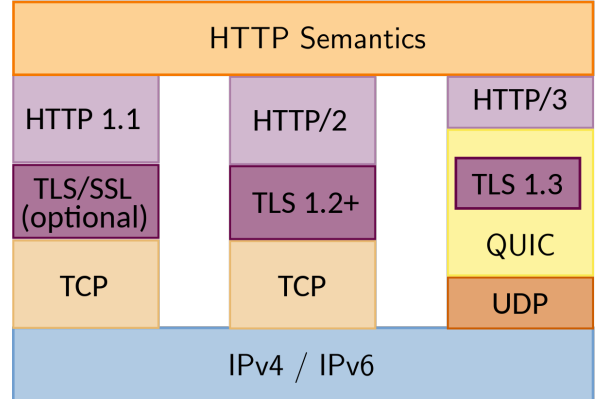 HTTP Semantics
HTTP 1.1
TLS/SSL
(optional)
TCP
HTTP/2
TLS 1.2+
TCP
HTTP/3
TLS 1.3
QUIC
UDP
IPv4 / IPv6